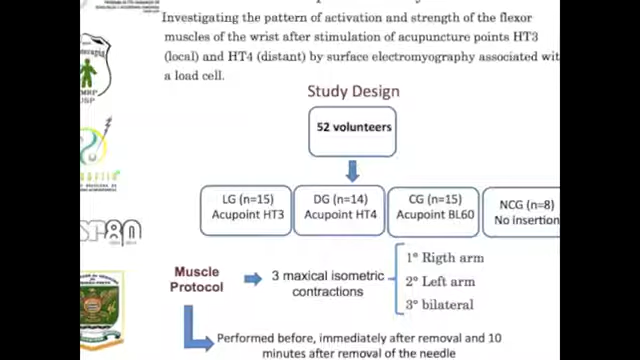 Investigating the pattern of activation and strength of the flexor
muscles of the wrist after stimulation of acupuncture points HT3
(local) and HT4 (distant) by surface electromyography associated with
a load cell.
Study Design
52 volunteers
LG (n=15)
Acupoint HT3
DG (n=14)
Acupoint HT4
CG (n=15)
Acupoint BL60
NCG (n=8)
No insertion
Muscle
Protocol
3 maxical isometric
contractions
1° Rigth arm
2° Left arm
3° bilateral
Performed before, immediately after removal and 10
minutes after removal of the needle